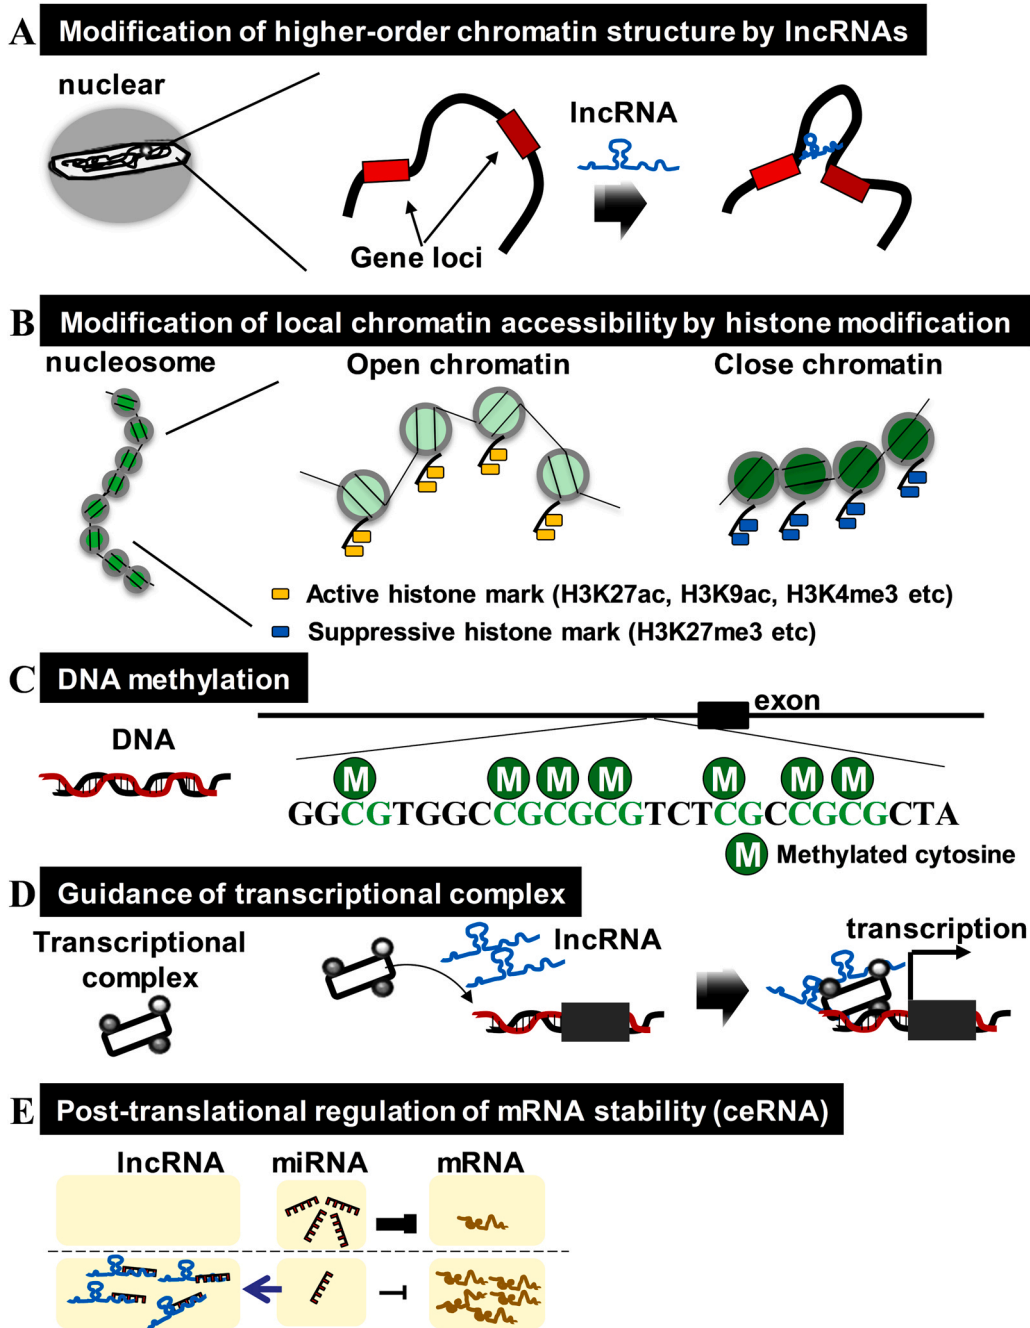 A Modification of higher-order chromatin structure by lncRNAs
nuclear
lncRNA
Gene loci
B Modification of local chromatin accessibility by histone modification
nucleosome Open chromatin Close chromatin
Active histone mark (H3K27ac, H3K9ac, H3K4me3 etc)
Suppressive histone mark (H3K27me3 etc)
C DNA methylation
exon
DNA
M M M M M M M
GGCGTGGCCGCGCGTCTCGCCGCGCTA
M Methylated cytosine
D Guidance of transcriptional complex
Transcriptional
complex
lncRNA
transcription
E Post-translational regulation of mRNA stability (ceRNA)
lncRNA miRNA mRNA